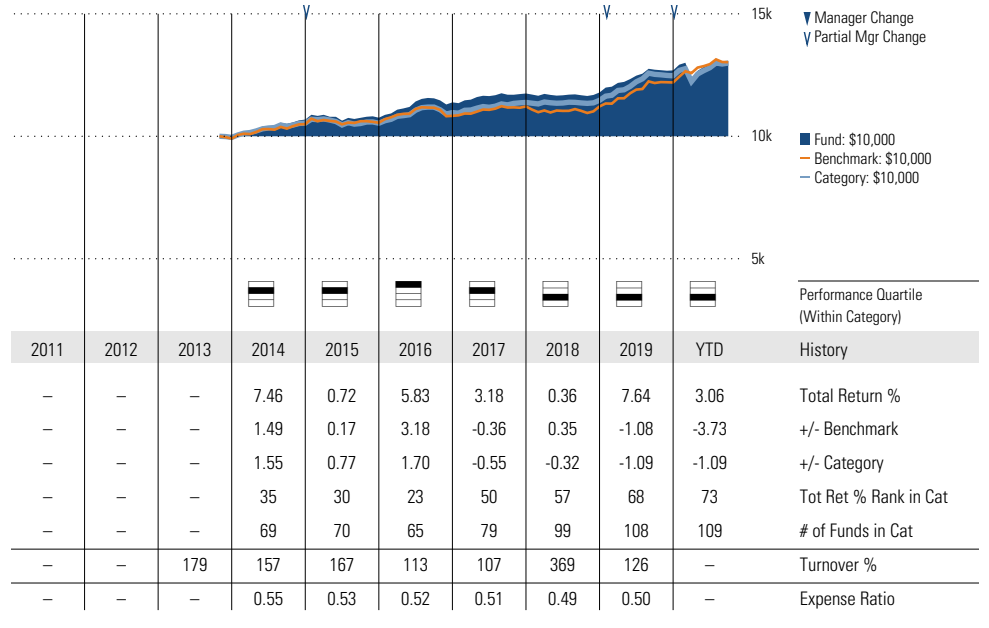 15k
▼ Manager Change
∨ Partial Mgr Change
10k
Fund: $10,000
Benchmark: $10,000
Category: $10,000
5k
Performance Quartile
(Within Category)
2011 2012 2013 2014 2015 2016 2017 2018 2019 YTD History
– – – 7.46 0.72 5.83 3.18 0.36 7.64 3.06 Total Return %
– – – 1.49 0.17 3.18 -0.36 0.35 -1.08 -3.73 +/- Benchmark
– – – 1.55 0.77 1.70 -0.55 -0.32 -1.09 -1.09 +/- Category
– – – 35 30 23 50 57 68 73 Tot Ret % Rank in Cat
– – – 69 70 65 79 99 108 109 # of Funds in Cat
– – 179 157 167 113 107 369 126 – Turnover %
– – – 0.55 0.53 0.52 0.51 0.49 0.50 – Expense Ratio